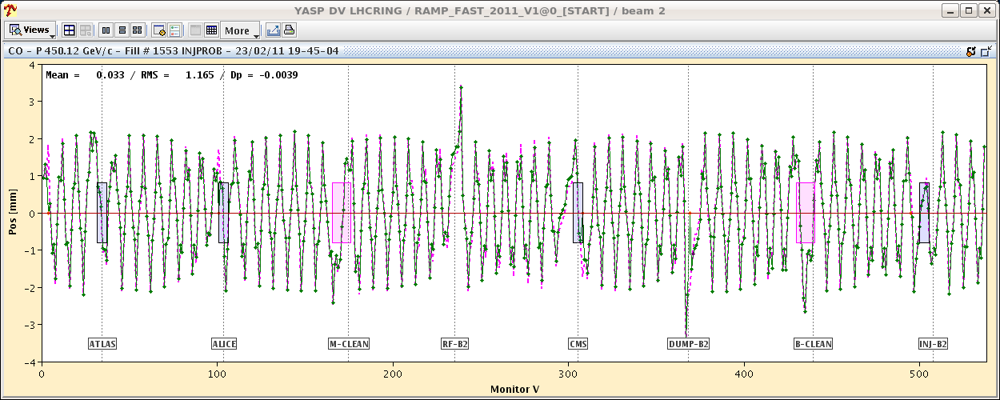 YASP DV LHCRING / RAMP_FAST_2011_V1@0_[START] / beam 2
Views More
CO - P 450.12 GeV/c - Fill # 1553 INJPROB - 23/02/11 19-45-04
Mean = 0.033 / RMS = 1.165 / Dp = -0.0039
Pos [mm]
4
3
2
1
0
-1
-2
-3
-4
ATLAS ALICE M-CLEAN RF-B2 CMS DUMP-B2 B-CLEAN INJ-B2
0 100 200 300 400 500
Monitor V